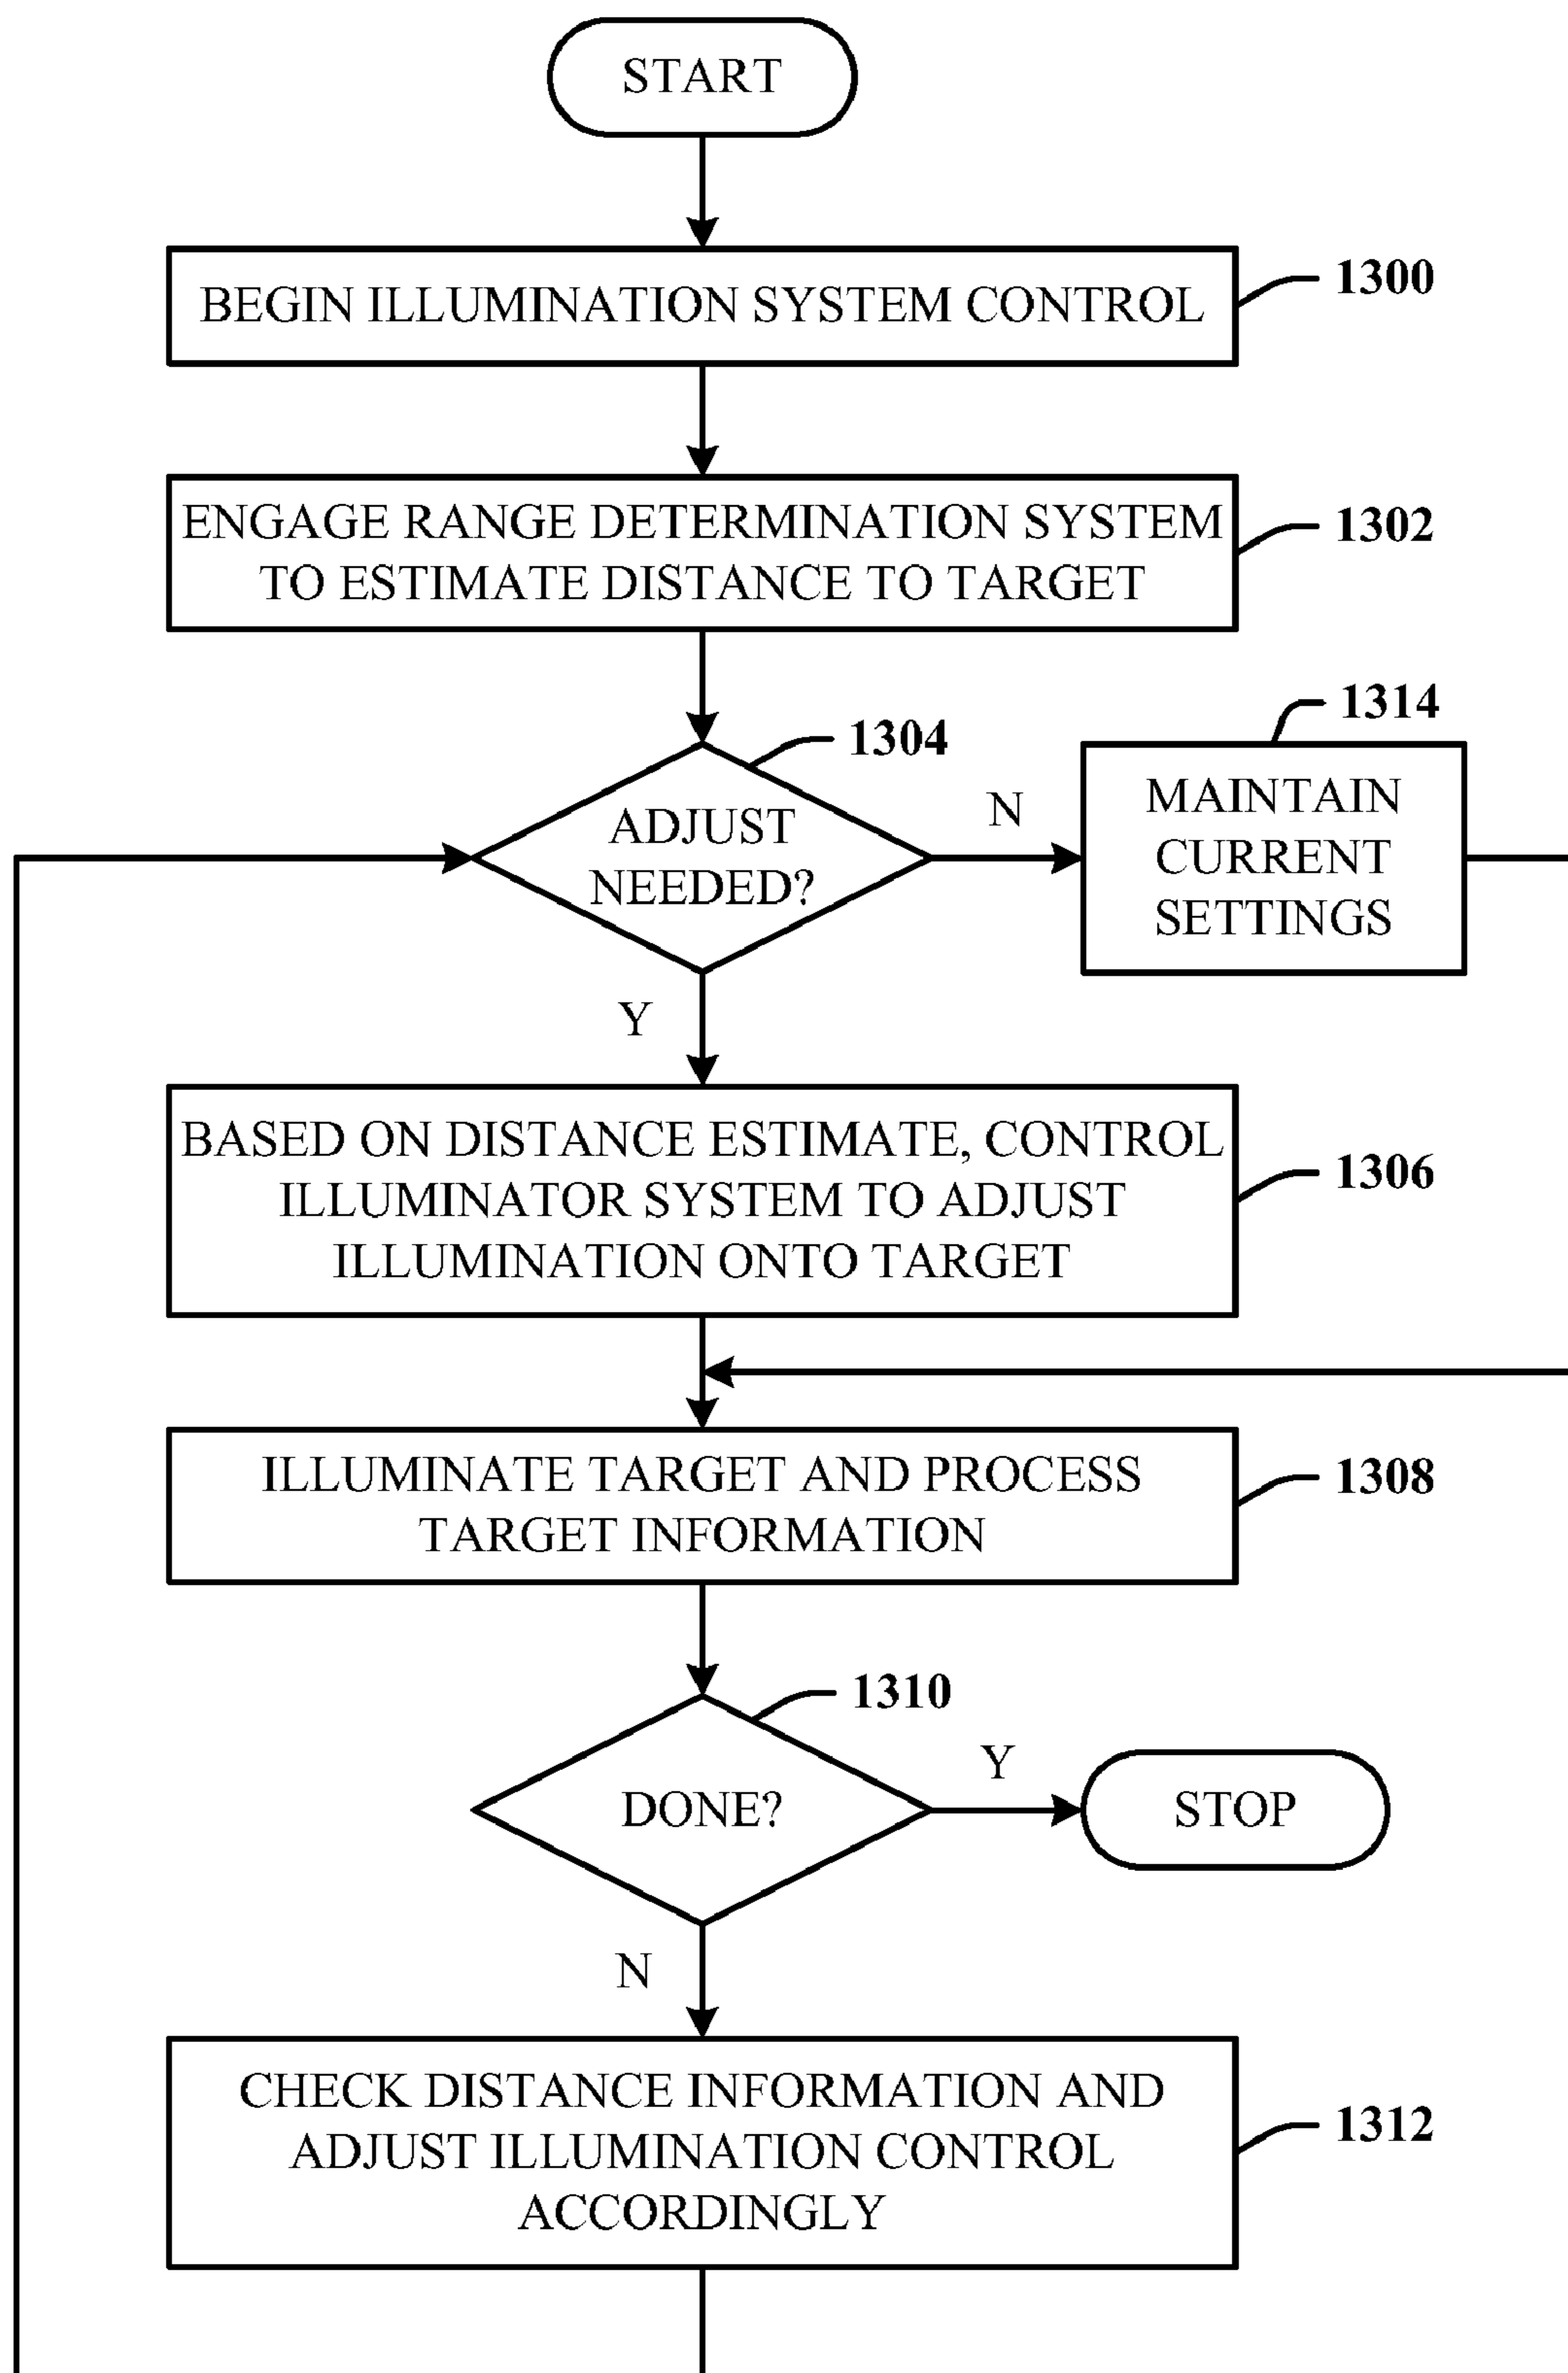 START
BEGIN ILLUMINATION SYSTEM CONTROL
1300
ENGAGE RANGE DETERMINATION SYSTEM
TO ESTIMATE DISTANCE TO TARGET
1302
1304
ADJUST
NEEDED?
N
1314
MAINTAIN
CURRENT
SETTINGS
Y
BASED ON DISTANCE ESTIMATE, CONTROL
ILLUMINATOR SYSTEM TO ADJUST
ILLUMINATION ONTO TARGET
1306
ILLUMINATE TARGET AND PROCESS
TARGET INFORMATION
1308
1310
DONE?
Y
STOP
N
CHECK DISTANCE INFORMATION AND
ADJUST ILLUMINATION CONTROL
ACCORDINGLY
1312